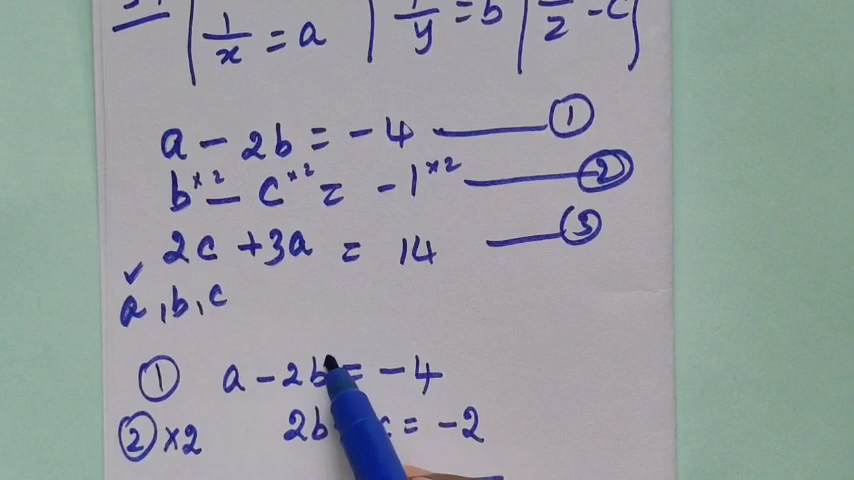 1/x = a | 1/y = b | 1/z = c
a - 2b = -4 ①
b ×2 - c ×2 = -1 ×2 ②
2c + 3a = 14 ③
✓
a, b, c
① a - 2b = -4
② ×2 2b c = -2